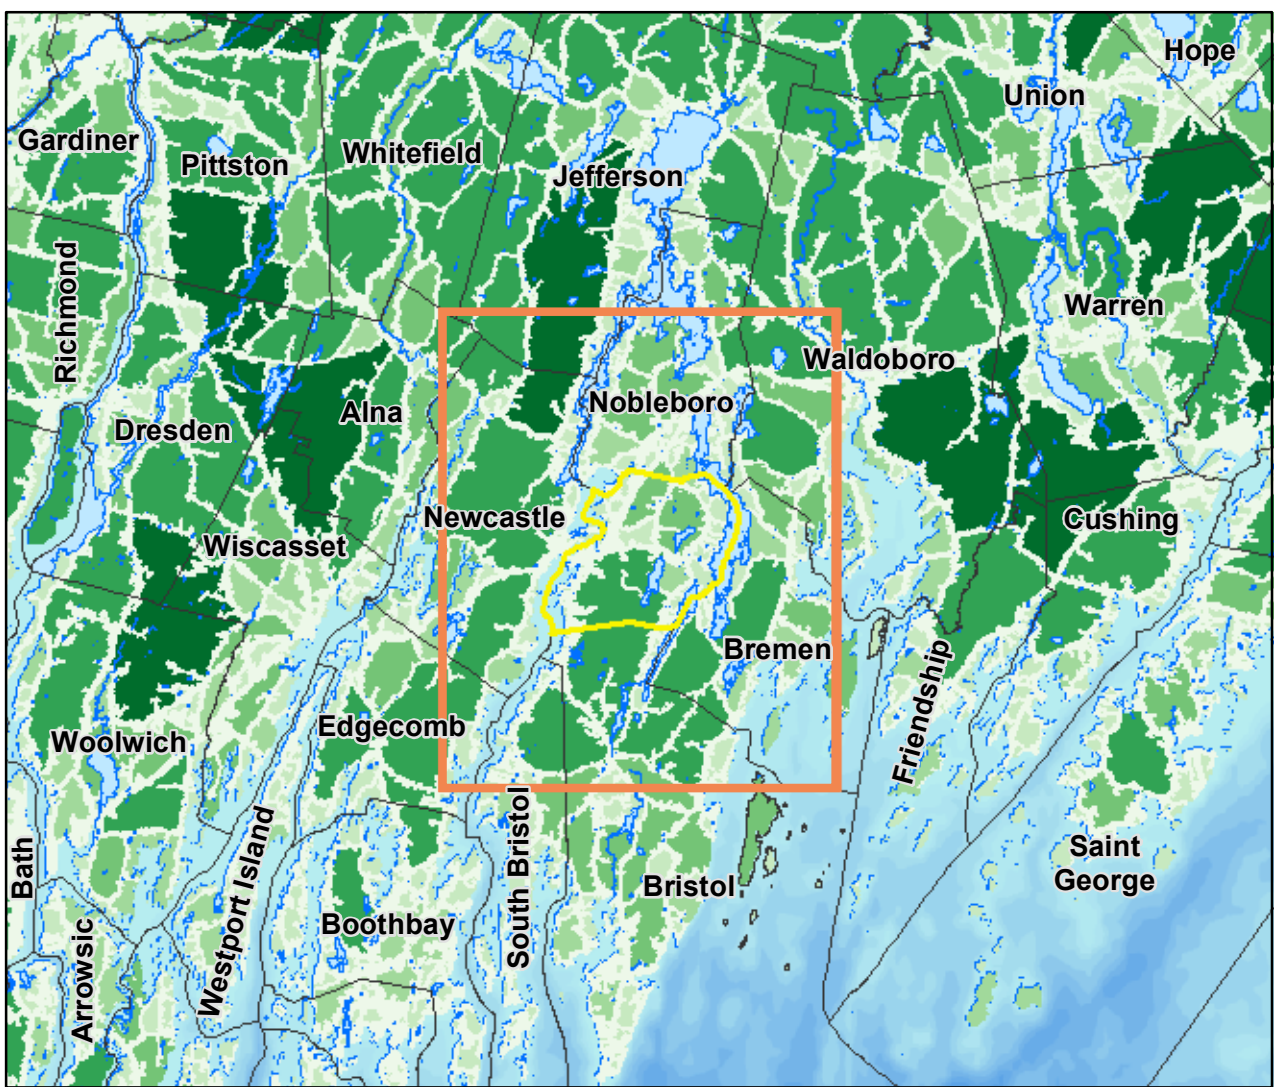 Hope
Union
Gardiner
Pittston
Whitefield
Jefferson
Richmond
Warren
Waldoboro
Nobleboro
Alna
Dresden
Newcastle
Cushing
Wiscasset
Bremen
Friendship
Edgecomb
Woolwich
South Bristol
Westport Island
Bath
Saint
George
Bristol
Boothbay
Arrowsic